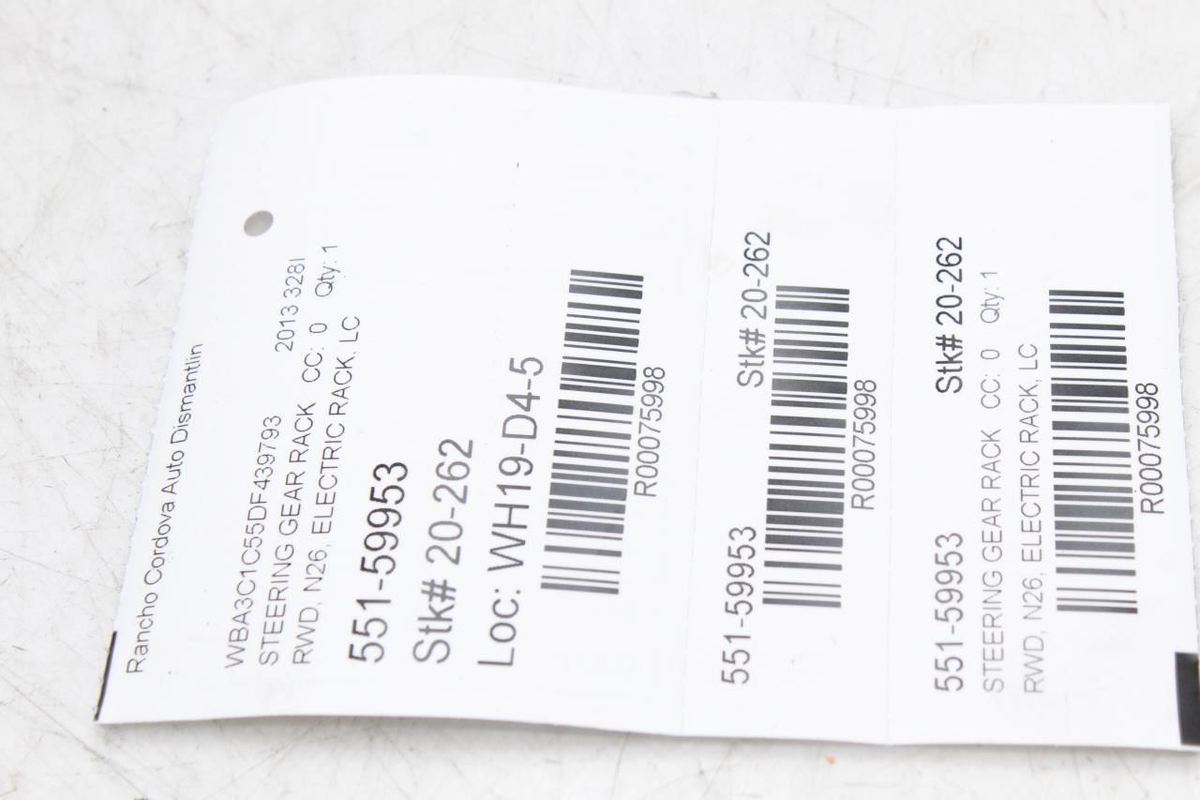 Rancho Cordova Auto Dismantlin
WBA3C1C55DF439793 2013 328I
STEERING GEAR RACK CC: 0 Qty: 1
RWD, N26, ELECTRIC RACK, LC
551-59953
Stk# 20-262
Loc: WH19-D4-5
R00075998
551-59953 Stk# 20-262
R00075998
551-59953 Stk# 20-262
STEERING GEAR RACK CC: 0 Qty: 1
RWD, N26, ELECTRIC RACK, LC
R00075998